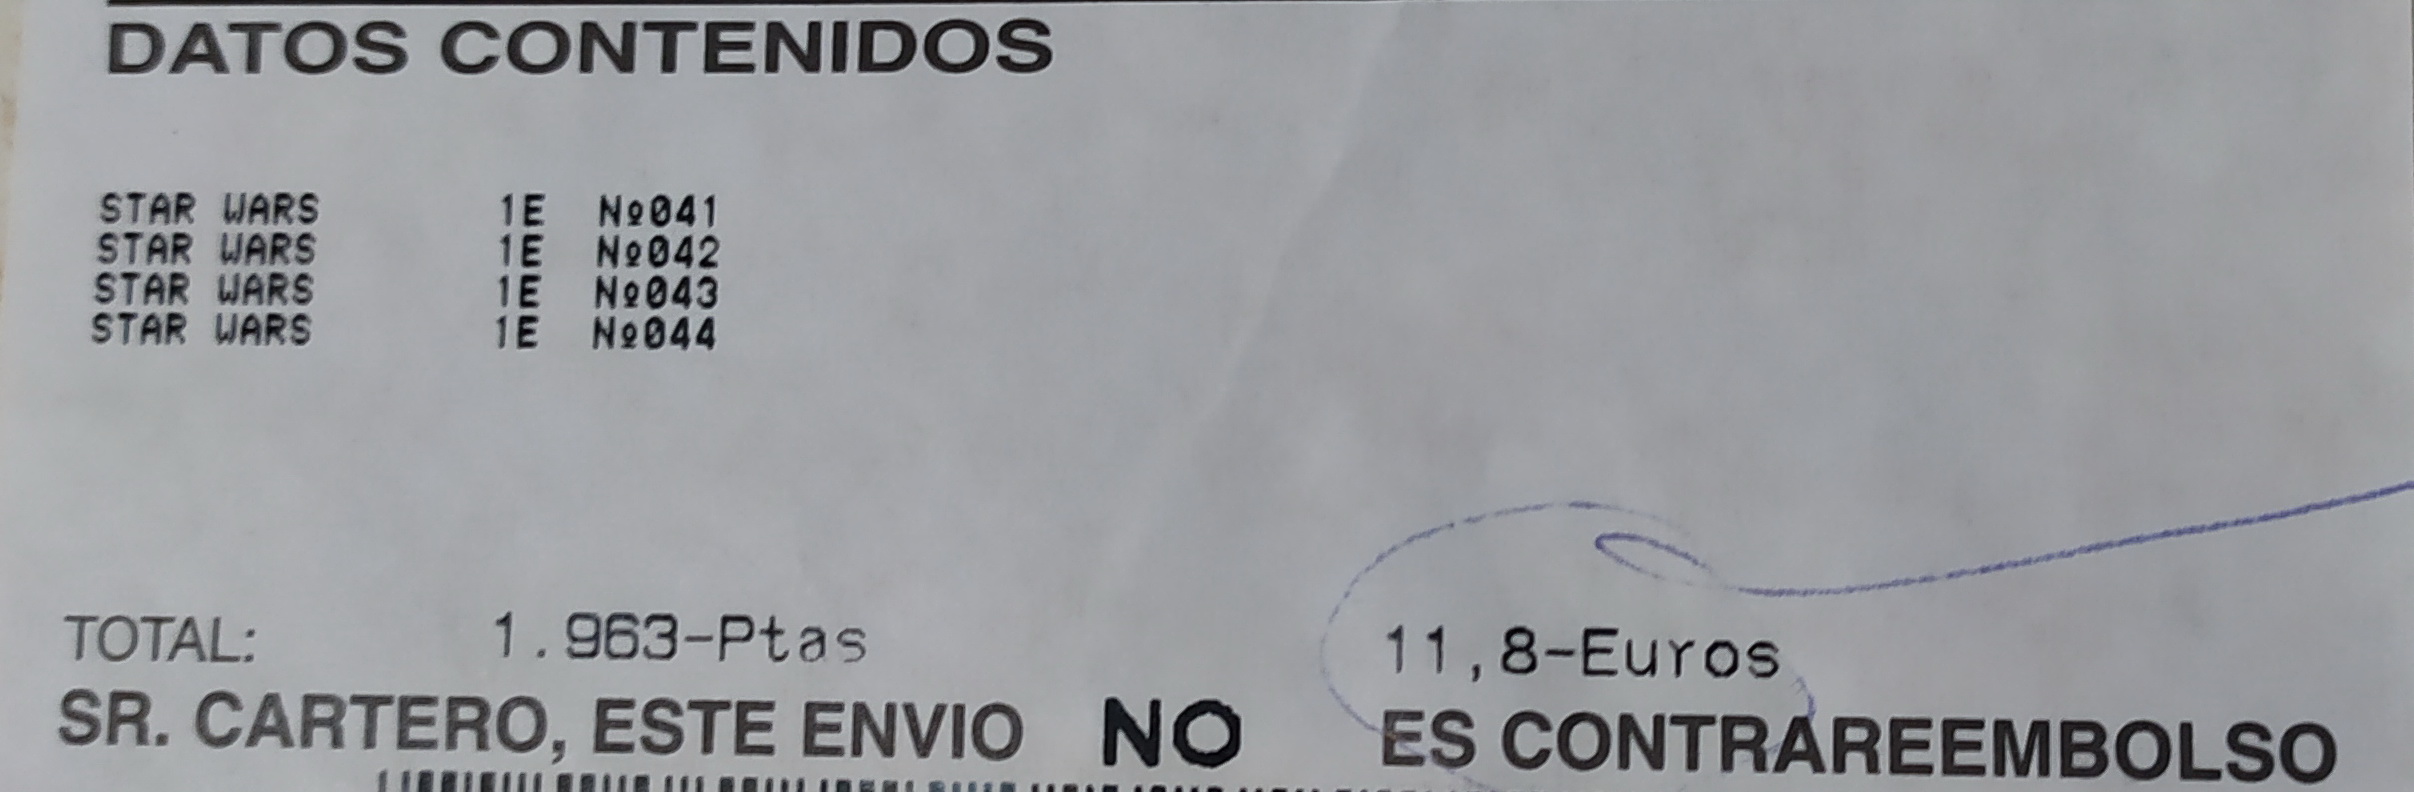 DATOS CONTENIDOS
STAR WARS 1E Nº041
STAR WARS 1E Nº042
STAR WARS 1E Nº043
STAR WARS 1E Nº044
TOTAL: 1.963-Ptas 11,8-Euros
SR. CARTERO, ESTE ENVIO NO ES CONTRAREEMBOLSO